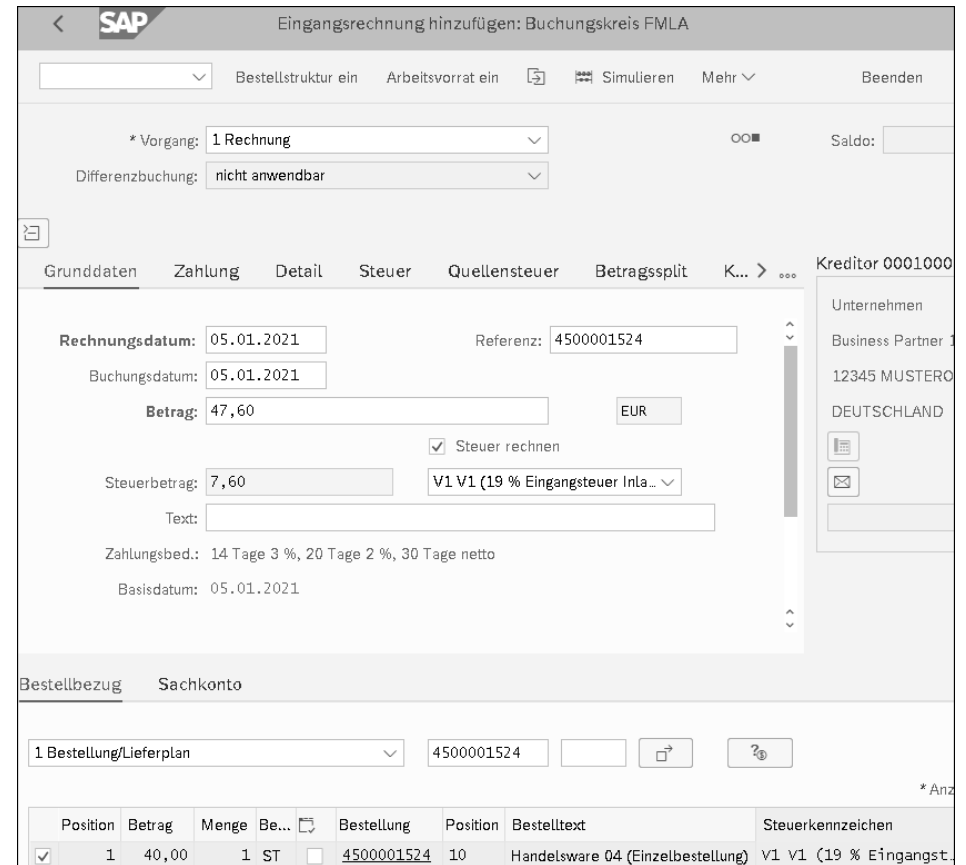 SAP Eingangsrechnung hinzufügen: Buchungskreis FMLA
Bestellstruktur ein Arbeitsvorrat ein Simulieren Mehr Beenden
* Vorgang: 1 Rechnung Saldo:
Differenzbuchung: nicht anwendbar
Grunddaten Zahlung Detail Steuer Quellensteuer Betragssplit K... > ...
Kreditor 0001000
Unternehmen
Rechnungsdatum: 05.01.2021 Referenz: 4500001524
Business Partner 1
Buchungsdatum: 05.01.2021
12345 MUSTERO
Betrag: 47,60 EUR
DEUTSCHLAND
Steuer rechnen
Steuerbetrag: 7,60 V1 V1 (19 % Eingangsteuer Inla...
Text:
Zahlungsbed.: 14 Tage 3 %, 20 Tage 2 %, 30 Tage netto
Basisdatum: 05.01.2021
Bestellbezug Sachkonto
1 Bestellung/Lieferplan 4500001524
* Anz
Position Betrag Menge Be... Bestellung Position Bestelltext Steuerkennzeichen
1 40,00 1 ST 4500001524 10 Handelsware 04 (Einzelbestellung) V1 V1 (19 % Eingangst...